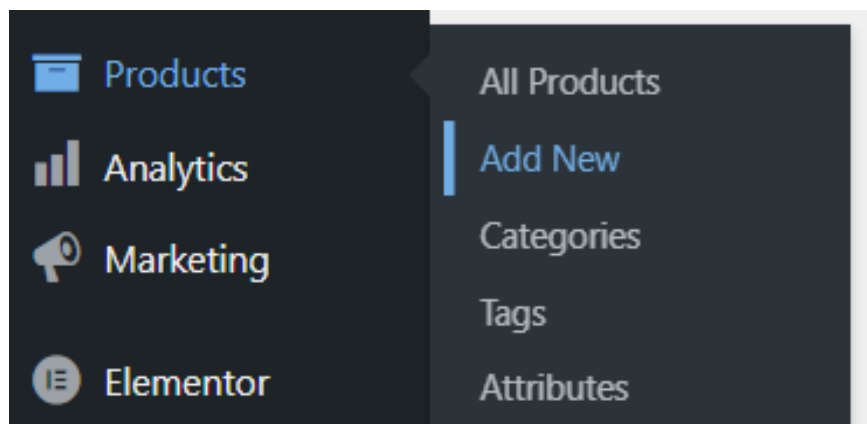 Products
Analytics
Marketing
Elementor
All Products
Add New
Categories
Tags
Attributes